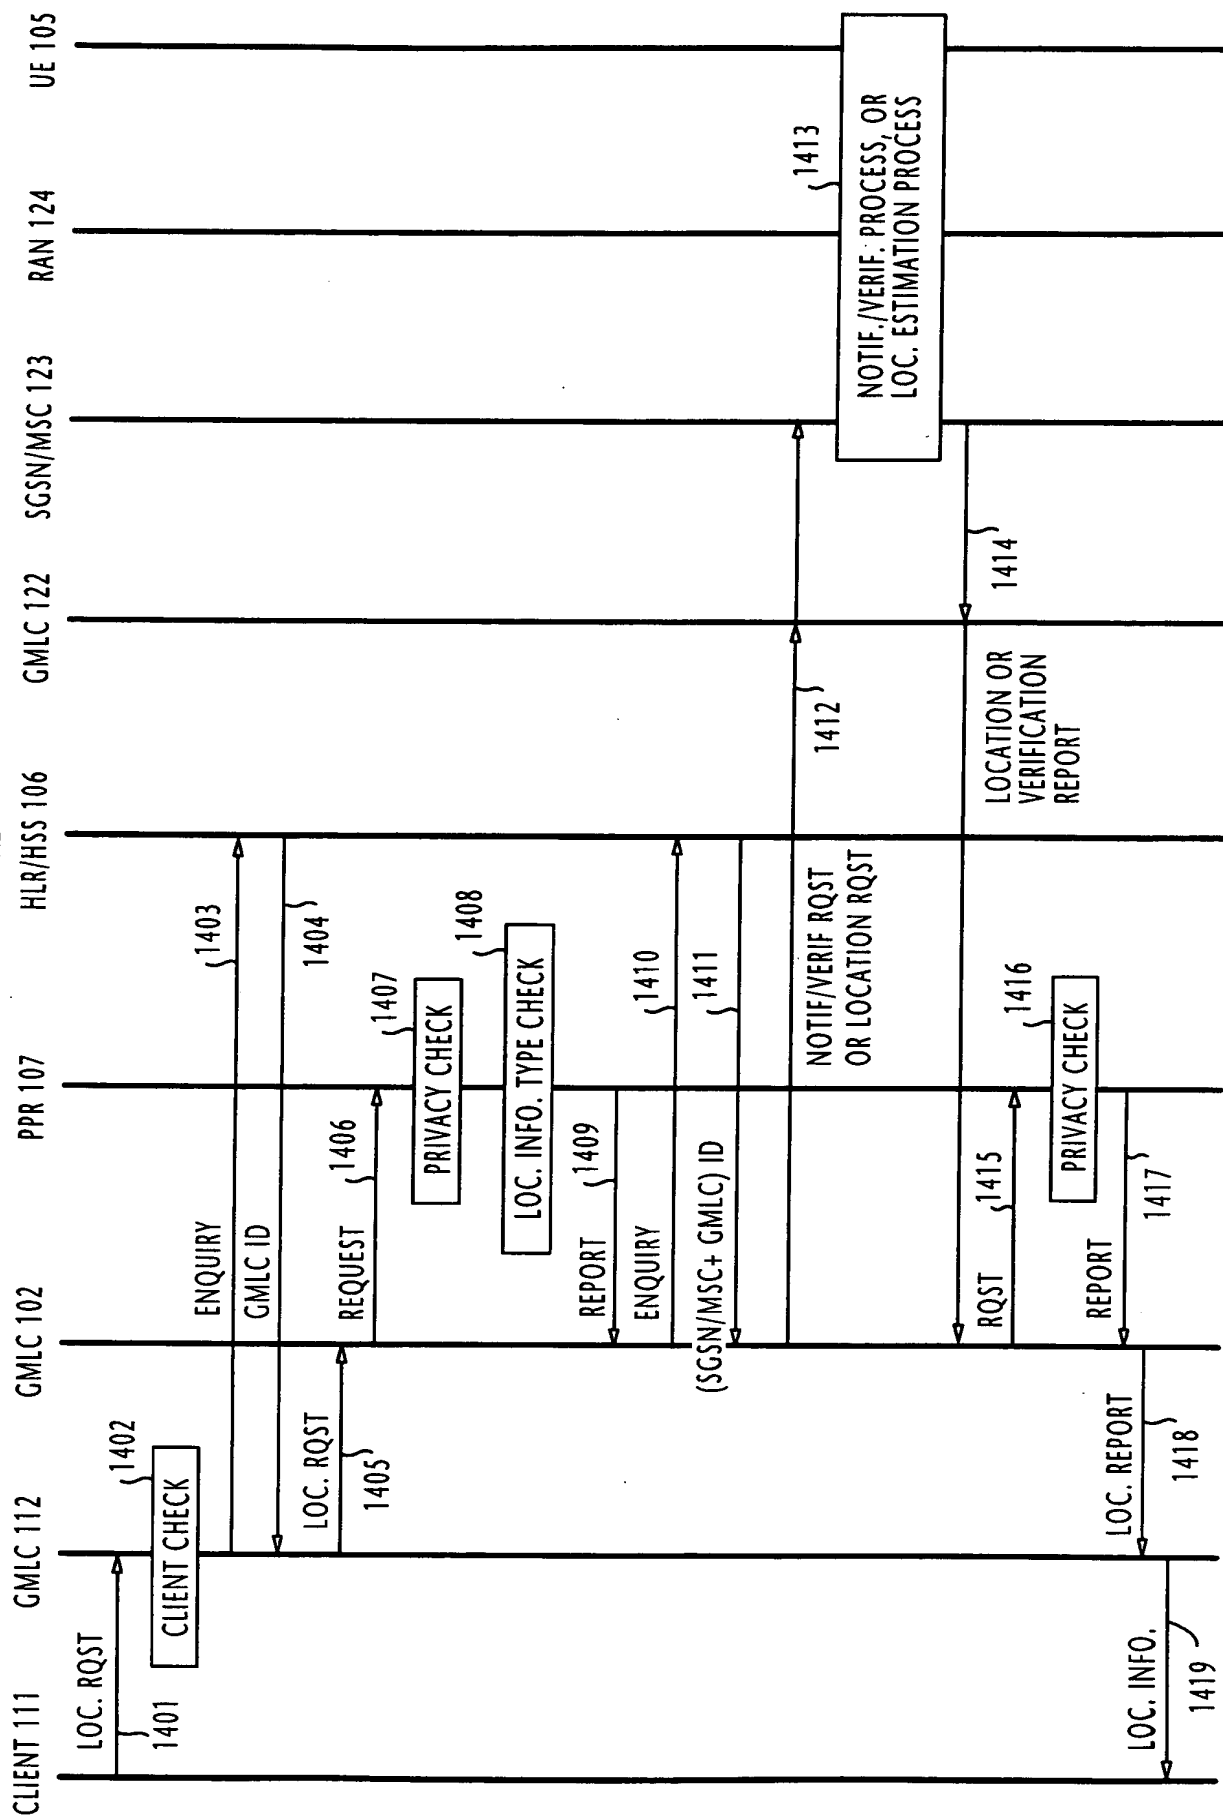 CLIENT 111
GMLC 112
GMLC 102
PPR 107
HLR/HSS 106
GMLC 122
SGSN/MSC 123
RAN 124
UE 105
LOC. RQST
1401
CLIENT CHECK
1402
ENQUIRY
1403
GMLC ID
1404
LOC. RQST
1405
REQUEST
1406
PRIVACY CHECK
1407
LOC. INFO. TYPE CHECK
1408
REPORT
1409
ENQUIRY
1410
(SGSN/MSC+ GMLC) ID
1411
NOTIF/VERIF RQST
OR LOCATION RQST
1412
NOTIF./VERIF. PROCESS, OR
LOC. ESTIMATION PROCESS
1413
1414
LOCATION OR
VERIFICATION
REPORT
RQST
1415
PRIVACY CHECK
1416
REPORT
1417
LOC. REPORT
1418
LOC. INFO.
1419